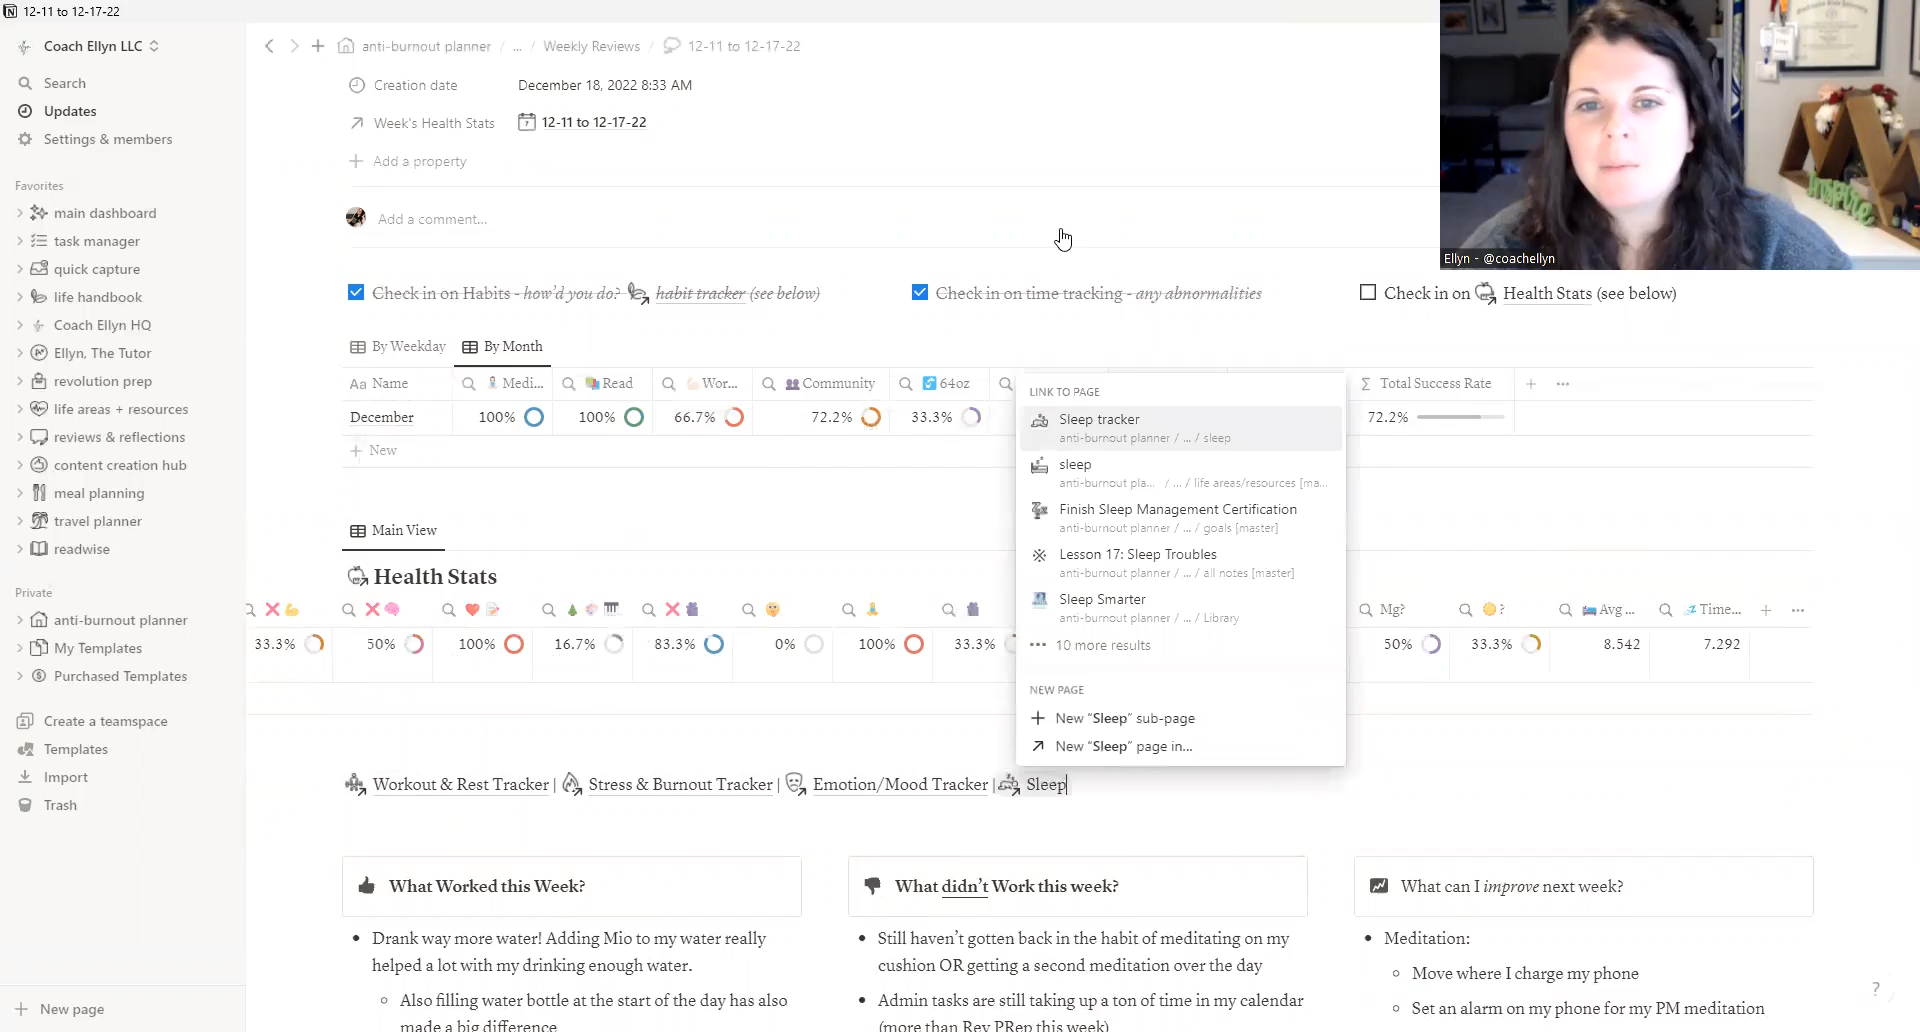 12-11 to 12-17-22
Coach Ellyn LLC
Search
Updates
Settings & members
Favorites
main dashboard
task manager
quick capture
life handbook
Coach Ellyn HQ
Ellyn, The Tutor
revolution prep
life areas + resources
reviews & reflections
content creation hub
meal planning
travel planner
readwise
Private
anti-burnout planner
My Templates
Purchased Templates
Create a teamspace
Templates
Import
Trash
New page
anti-burnout planner / ... / Weekly Reviews / 12-11 to 12-17-22
Creation date December 18, 2022 8:33 AM
Week's Health Stats 12-11 to 12-17-22
Add a property
Add a comment...
Ellyn - @coachellyn
Check in on Habits - how'd you do? habit tracker (see below)
Check in on time tracking - any abnormalities
Check in on Health Stats (see below)
By Weekday By Month
Aa Name Medi... Read Wor... Community 64oz Total Success Rate
December 100% 100% 66.7% 72.2% 33.3% 72.2%
New
Main View
Health Stats
Mg? ? Avg ... Time...
33.3% 50% 100% 16.7% 83.3% 0% 100% 33.3% 50% 33.3% 8.542 7.292
LINK TO PAGE
Sleep tracker
anti-burnout planner / ... / sleep
sleep
anti-burnout pla... / ... / life areas/resources [ma...
Finish Sleep Management Certification
anti-burnout planner / ... / goals [master]
Lesson 17: Sleep Troubles
anti-burnout planner / ... / all notes [master]
Sleep Smarter
anti-burnout planner / ... / Library
10 more results
NEW PAGE
New “Sleep” sub-page
New “Sleep” page in...
Workout & Rest Tracker | Stress & Burnout Tracker | Emotion/Mood Tracker | Sleep
What Worked this Week?
Drank way more water! Adding Mio to my water really
helped a lot with my drinking enough water.
Also filling water bottle at the start of the day has also
made a big difference
What didn't Work this week?
Still haven't gotten back in the habit of meditating on my
cushion OR getting a second meditation over the day
Admin tasks are still taking up a ton of time in my calendar
(more than Rev PRep this week)
What can I improve next week?
Meditation:
Move where I charge my phone
Set an alarm on my phone for my PM meditation
?